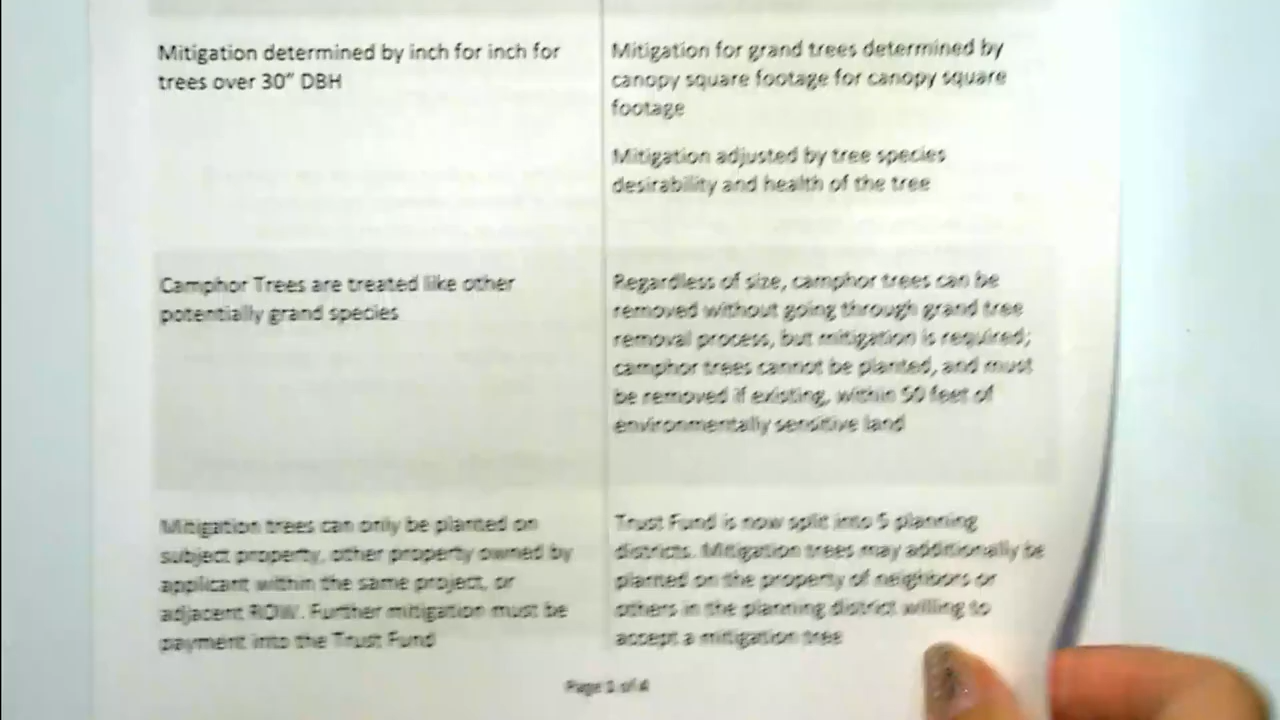 Mitigation determined by inch for inch for
trees over 30" DBH
Mitigation for grand trees determined by
canopy square footage for canopy square
footage
Mitigation adjusted by tree species
desirability and health of the tree
Camphor Trees are treated like other
potentially grand species
Regardless of size, camphor trees can be
removed without going through grand tree
removal process, but mitigation is required;
camphor trees cannot be planted, and must
be removed if existing, within 50 feet of
environmentally sensitive land
Mitigation trees can only be planted on
subject property, other property owned by
applicant within the same project, or
adjacent ROW. Further mitigation must be
payment into the Trust Fund
Trust Fund is now split into 5 planning
districts. Mitigation trees may additionally be
planted on the property of neighbors or
others in the planning district willing to
accept a mitigation tree
Page 1 of 4